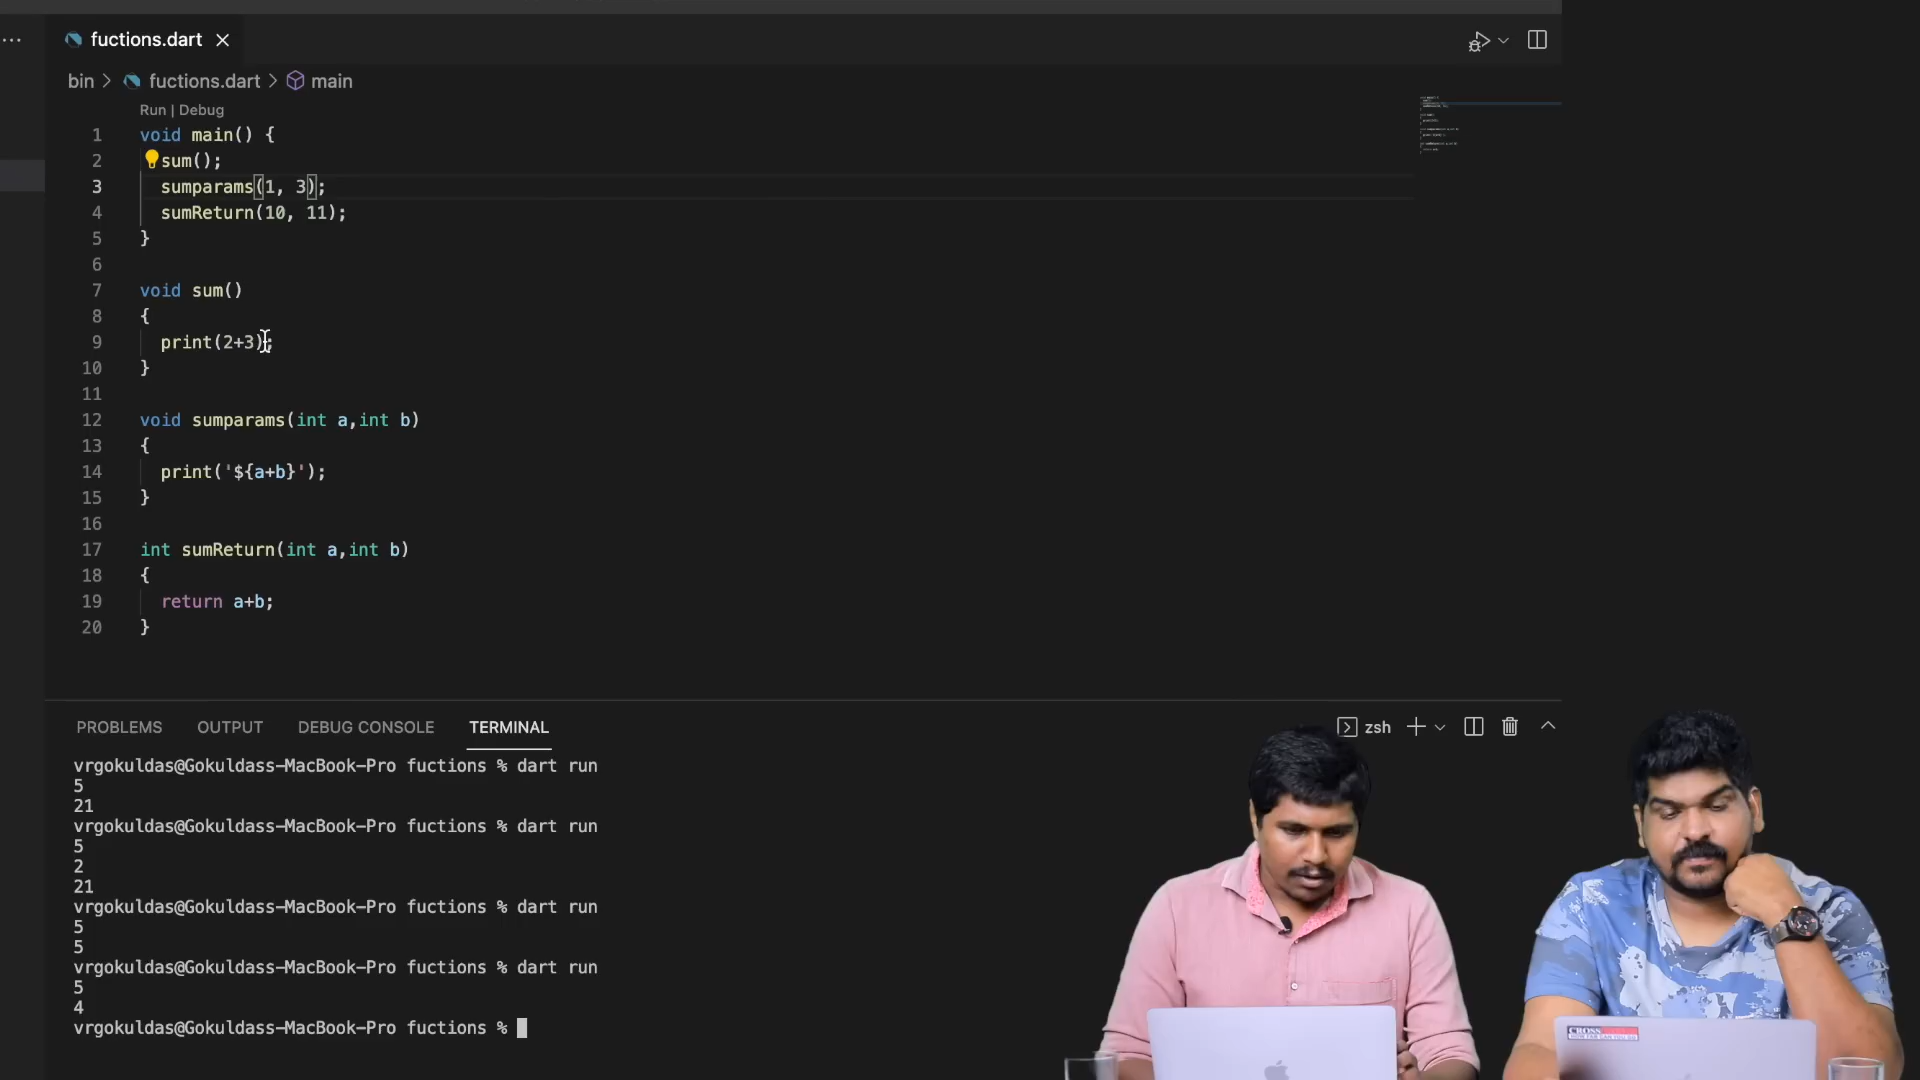 fuctions.dart
bin > fuctions.dart > main
Run | Debug
1 void main() {
2 sum();
3 sumparams(1, 3);
4 sumReturn(10, 11);
5 }
6
7 void sum()
8 {
9 print(2+3);
10 }
11
12 void sumparams(int a,int b)
13 {
14 print('${a+b}');
15 }
16
17 int sumReturn(int a,int b)
18 {
19 return a+b;
20 }
PROBLEMS OUTPUT DEBUG CONSOLE TERMINAL zsh
vrgokuldas@Gokuldass-MacBook-Pro fuctions % dart run
5
21
vrgokuldas@Gokuldass-MacBook-Pro fuctions % dart run
5
2
21
vrgokuldas@Gokuldass-MacBook-Pro fuctions % dart run
5
5
vrgokuldas@Gokuldass-MacBook-Pro fuctions % dart run
5
4
vrgokuldas@Gokuldass-MacBook-Pro fuctions %
CROSS